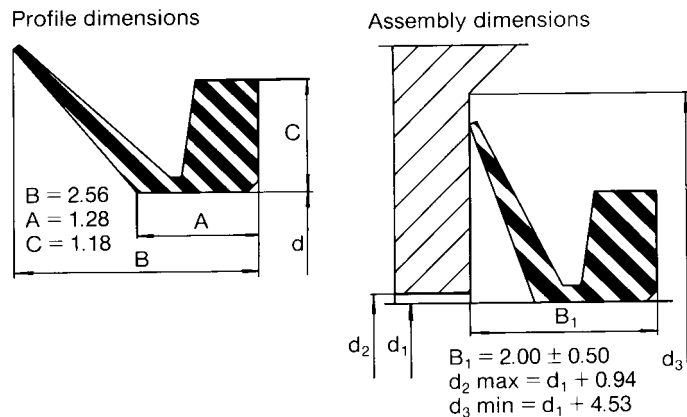 Profile dimensions
C
B = 2.56
A = 1.28
C = 1.18
A
d
B
Assembly dimensions
B₁
d₂
d₁
d₃
B₁ = 2.00 ± 0.50
d₂ max = d₁ + 0.94
d₃ min = d₁ + 4.53